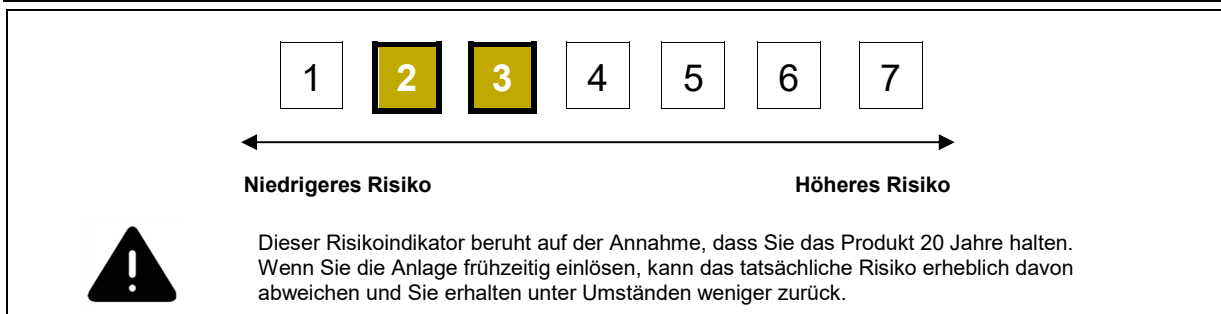 1 2 3 4 5 6 7
Niedrigeres Risiko Höheres Risiko
Dieser Risikoindikator beruht auf der Annahme, dass Sie das Produkt 20 Jahre halten.
Wenn Sie die Anlage frühzeitig einlösen, kann das tatsächliche Risiko erheblich davon
abweichen und Sie erhalten unter Umständen weniger zurück.